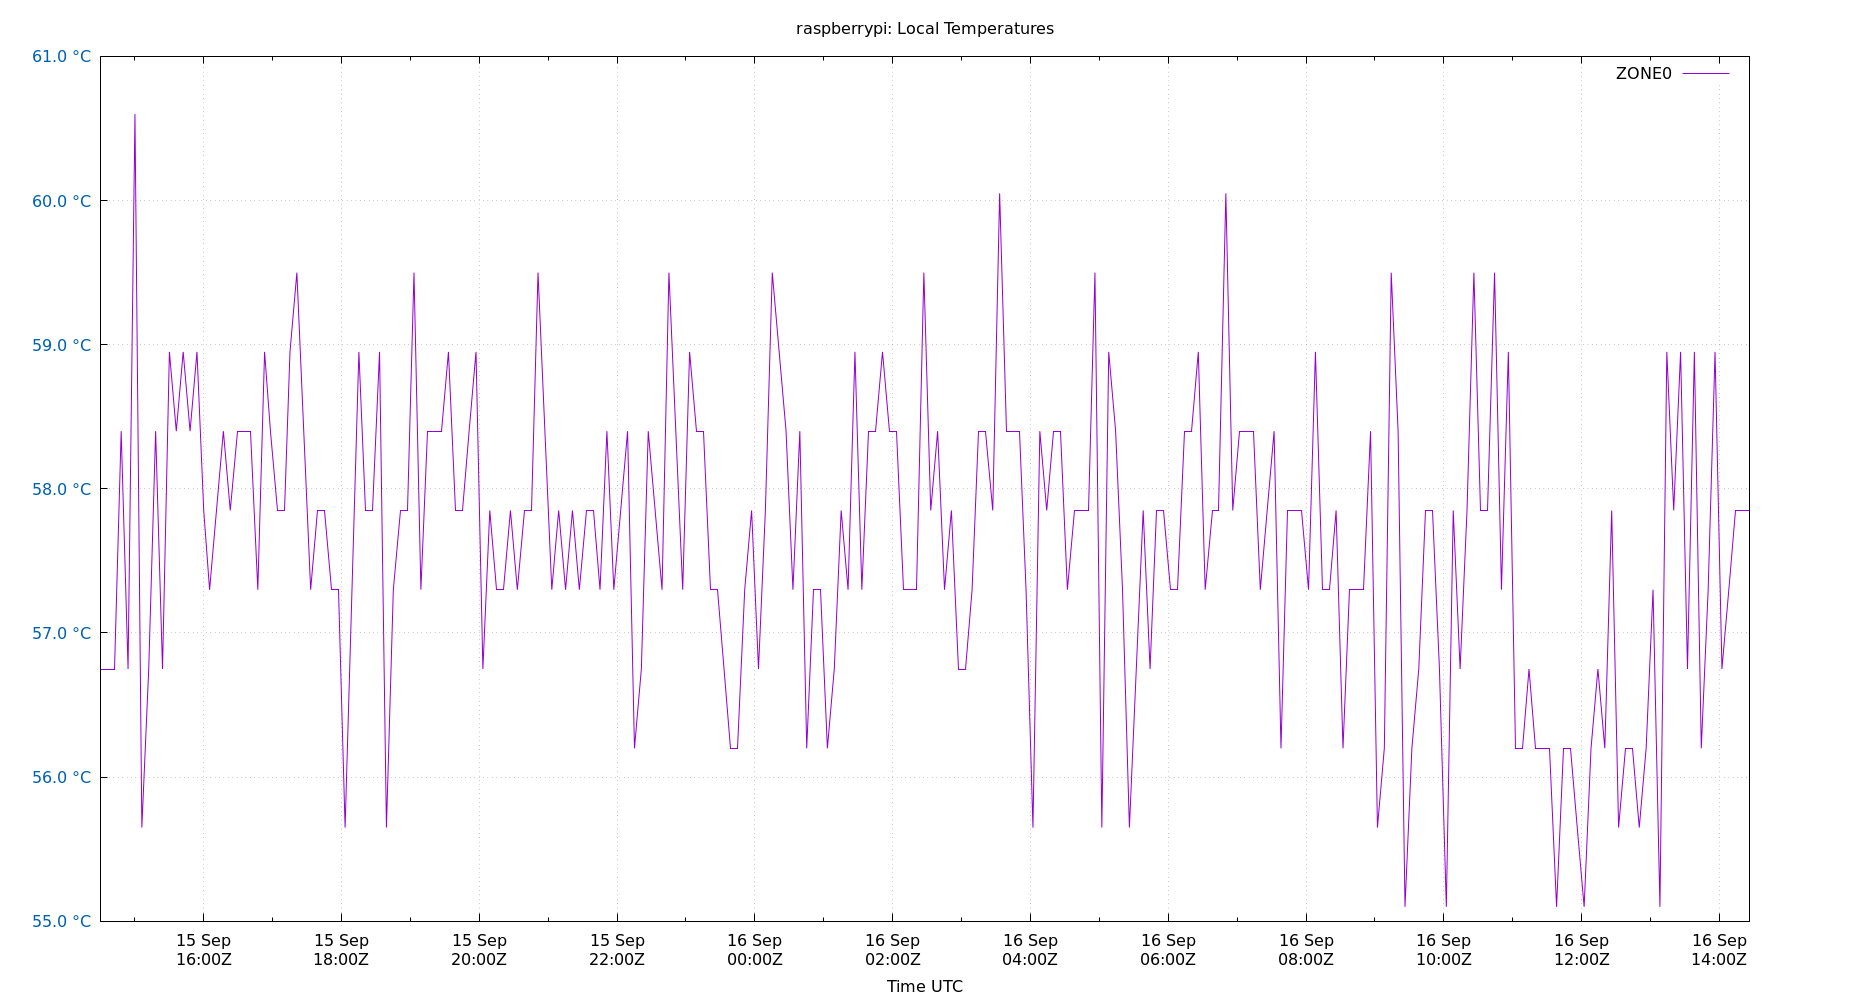 raspberrypi: Local Temperatures
61.0 °C
60.0 °C
59.0 °C
58.0 °C
57.0 °C
56.0 °C
55.0 °C
ZONE0
15 Sep 15 Sep 15 Sep 15 Sep 16 Sep 16 Sep 16 Sep 16 Sep 16 Sep 16 Sep 16 Sep 16 Sep
16:00Z 18:00Z 20:00Z 22:00Z 00:00Z 02:00Z 04:00Z 06:00Z 08:00Z 10:00Z 12:00Z 14:00Z
Time UTC